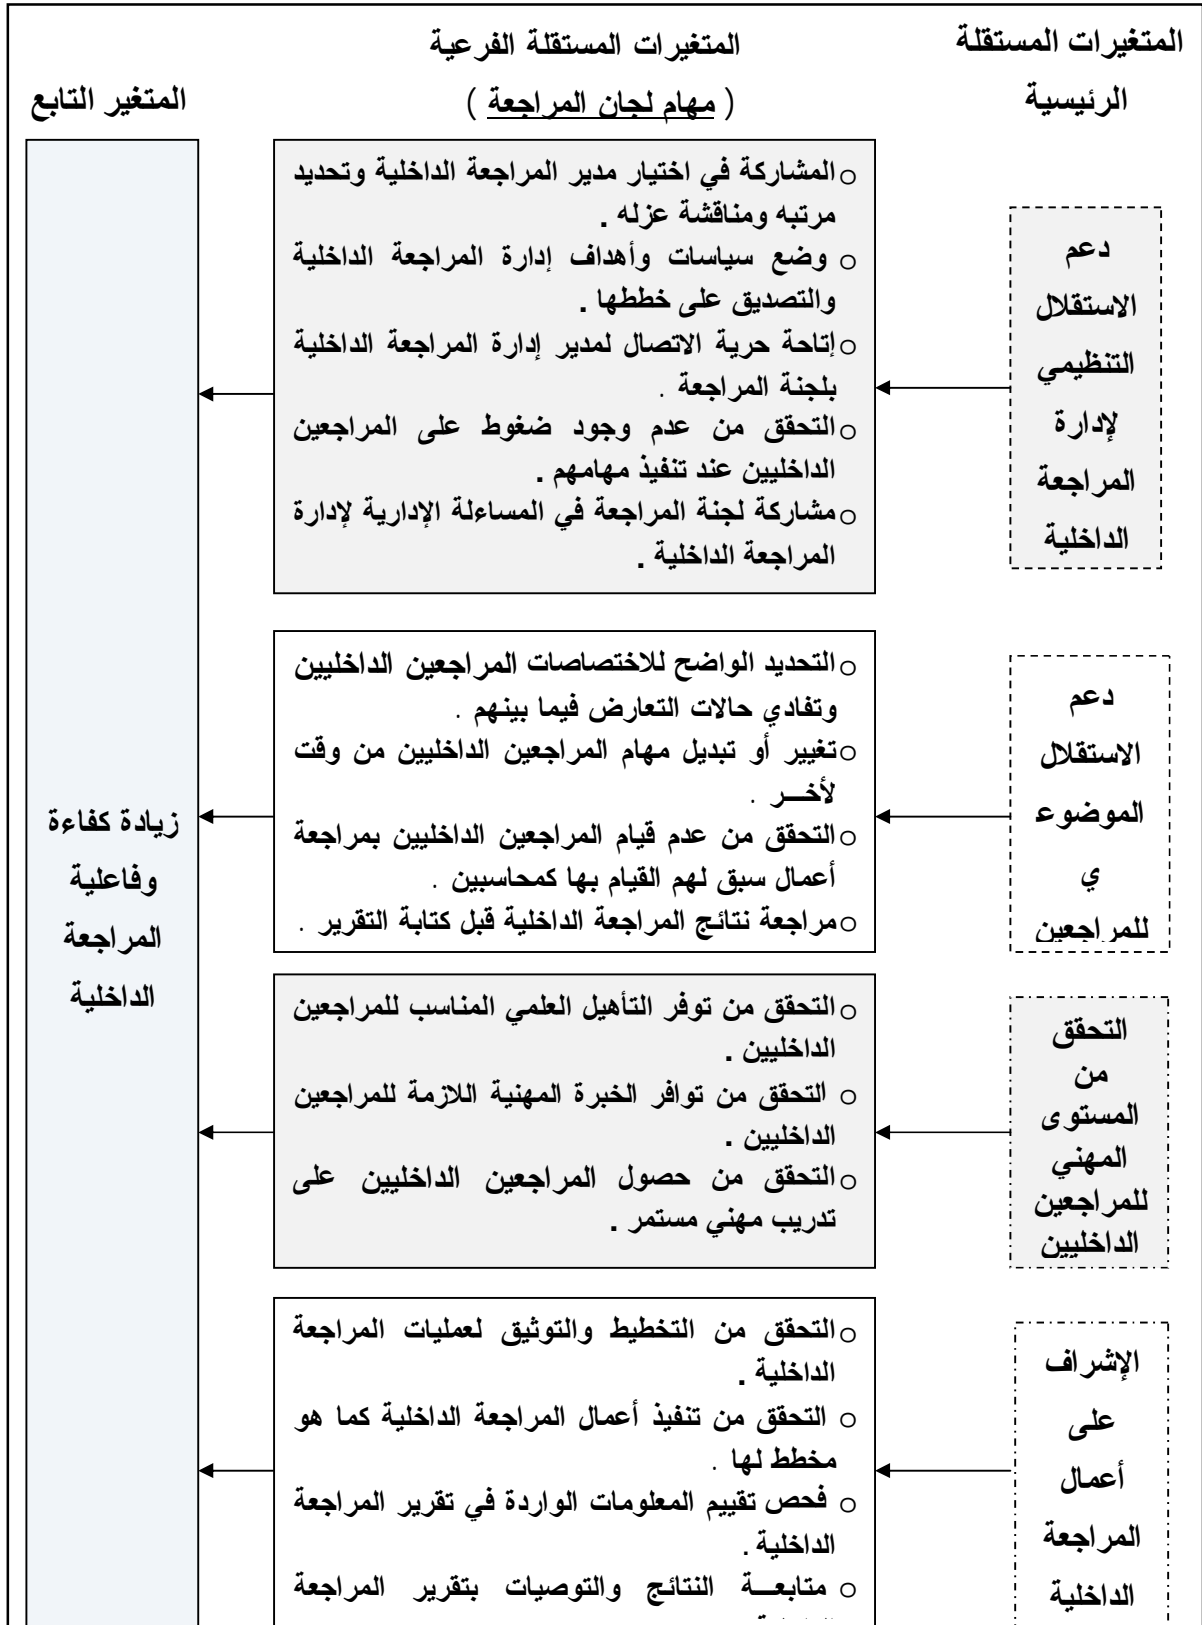 المتغيرات المستقلة
الرئيسية
المتغيرات المستقلة الفرعية
( مهام لجان المراجعة )
المتغير التابع
دعم
الاستقلال
التنظيمي
لإدارة
المراجعة
الداخلية
o المشاركة في اختيار مدير المراجعة الداخلية وتحديد
مرتبه ومناقشة عزله .
o وضع سياسات وأهداف إدارة المراجعة الداخلية
والتصديق على خططها .
o إتاحة حرية الاتصال لمدير إدارة المراجعة الداخلية
بلجنة المراجعة .
o التحقق من عدم وجود ضغوط على المراجعين
الداخليين عند تنفيذ مهامهم .
o مشاركة لجنة المراجعة في المساءلة الإدارية لإدارة
المراجعة الداخلية .
دعم
الاستقلال
الموضوع
ي
للمراجعين
o التحديد الواضح للاختصاصات المراجعين الداخليين
وتفادي حالات التعارض فيما بينهم .
o تغيير أو تبديل مهام المراجعين الداخليين من وقت
لأخـــر .
o التحقق من عدم قيام المراجعين الداخليين بمراجعة
أعمال سبق لهم القيام بها كمحاسبين .
o مراجعة نتائج المراجعة الداخلية قبل كتابة التقرير .
التحقق
من
المستوى
المهني
للمراجعين
الداخليين
o التحقق من توفر التأهيل العلمي المناسب للمراجعين
الداخليين .
o التحقق من توافر الخبرة المهنية اللازمة للمراجعين
الداخليين .
o التحقق من حصول المراجعين الداخليين على
تدريب مهني مستمر .
الإشراف
على
أعمال
المراجعة
الداخلية
o التحقق من التخطيط والتوثيق لعمليات المراجعة
الداخلية .
o التحقق من تنفيذ أعمال المراجعة الداخلية كما هو
مخطط لها .
o فحص تقييم المعلومات الواردة في تقرير المراجعة
الداخلية .
o متابعـــة النتائج والتوصيات بتقرير المراجعة
زيادة كفاءة
وفاعلية
المراجعة
الداخلية